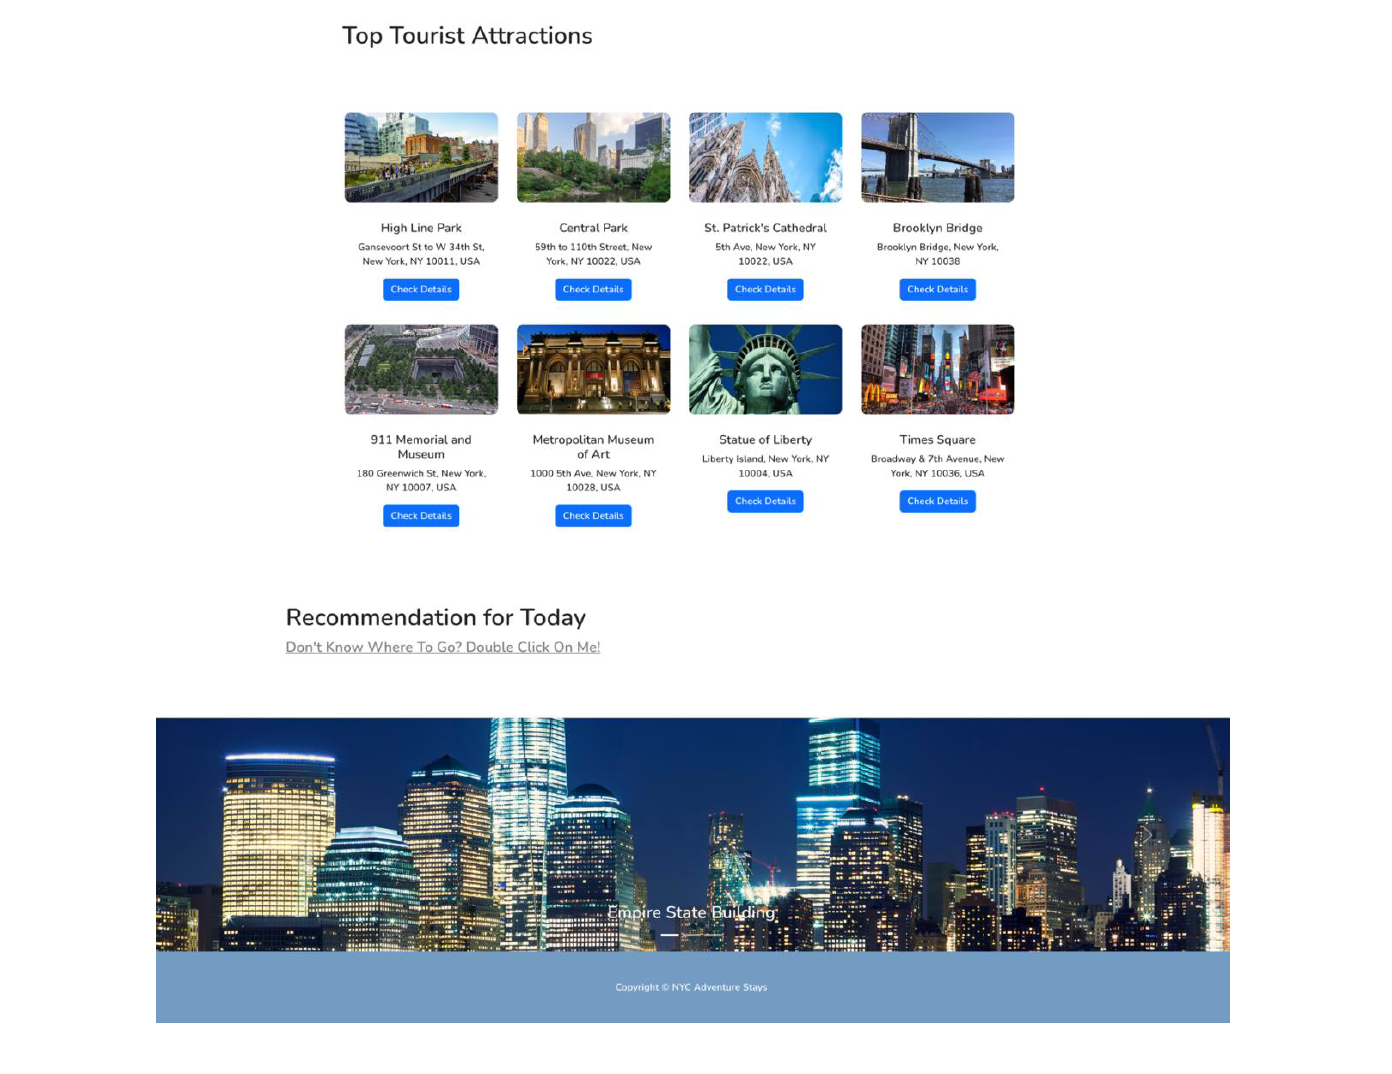 Top Tourist Attractions
High Line Park
Gansevoort St to W 34th St,
New York, NY 10011, USA
Check Details
Central Park
59th to 110th Street, New
York, NY 10022, USA
Check Details
St. Patrick's Cathedral
5th Ave, New York, NY
10022, USA
Check Details
Brooklyn Bridge
Brooklyn Bridge, New York,
NY 10038
Check Details
911 Memorial and
Museum
180 Greenwich St, New York,
NY 10007, USA
Check Details
Metropolitan Museum
of Art
1000 5th Ave, New York, NY
10028, USA
Check Details
Statue of Liberty
Liberty Island, New York, NY
10004, USA
Check Details
Times Square
Broadway & 7th Avenue, New
York, NY 10036, USA
Check Details
Recommendation for Today
Don't Know Where To Go? Double Click On Me!
Empire State Building
Copyright © NYC Adventure Stays